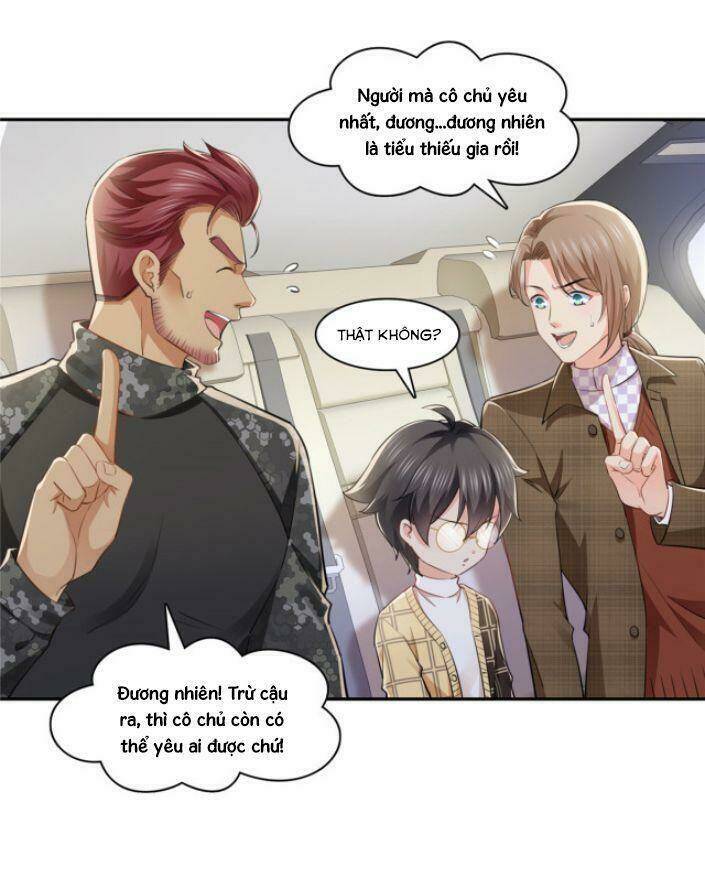 Người mà cô chủ yêu
nhất, đương...đương nhiên
là tiểu thiếu gia rồi!
THẬT KHÔNG?
Đương nhiên! Trừ cậu
ra, thì cô chủ còn có
thể yêu ai được chứ!